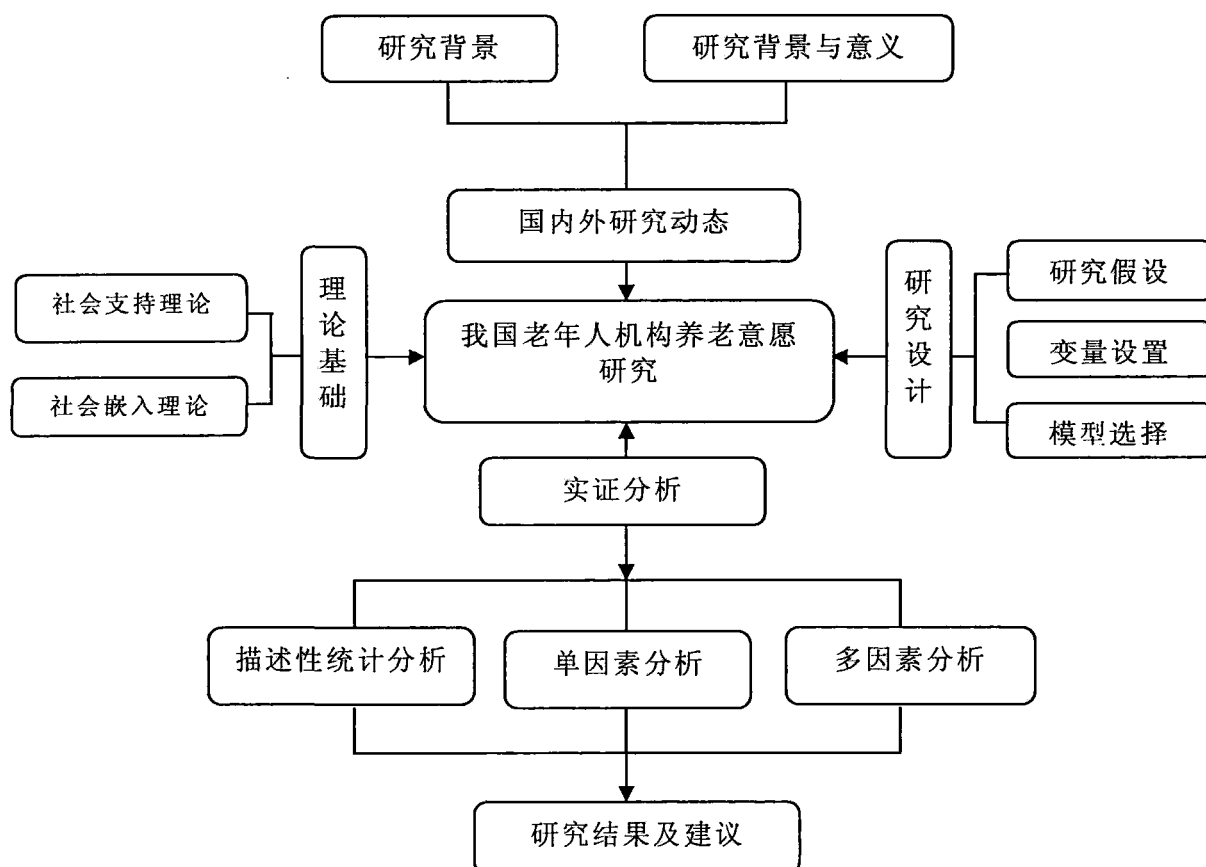 研究背景
研究背景与意义
国内外研究动态
社会支持理论
社会嵌入理论
理论基础
我国老年人机构养老意愿
研究
研究设计
研究假设
变量设置
模型选择
实证分析
描述性统计分析
单因素分析
多因素分析
研究结果及建议